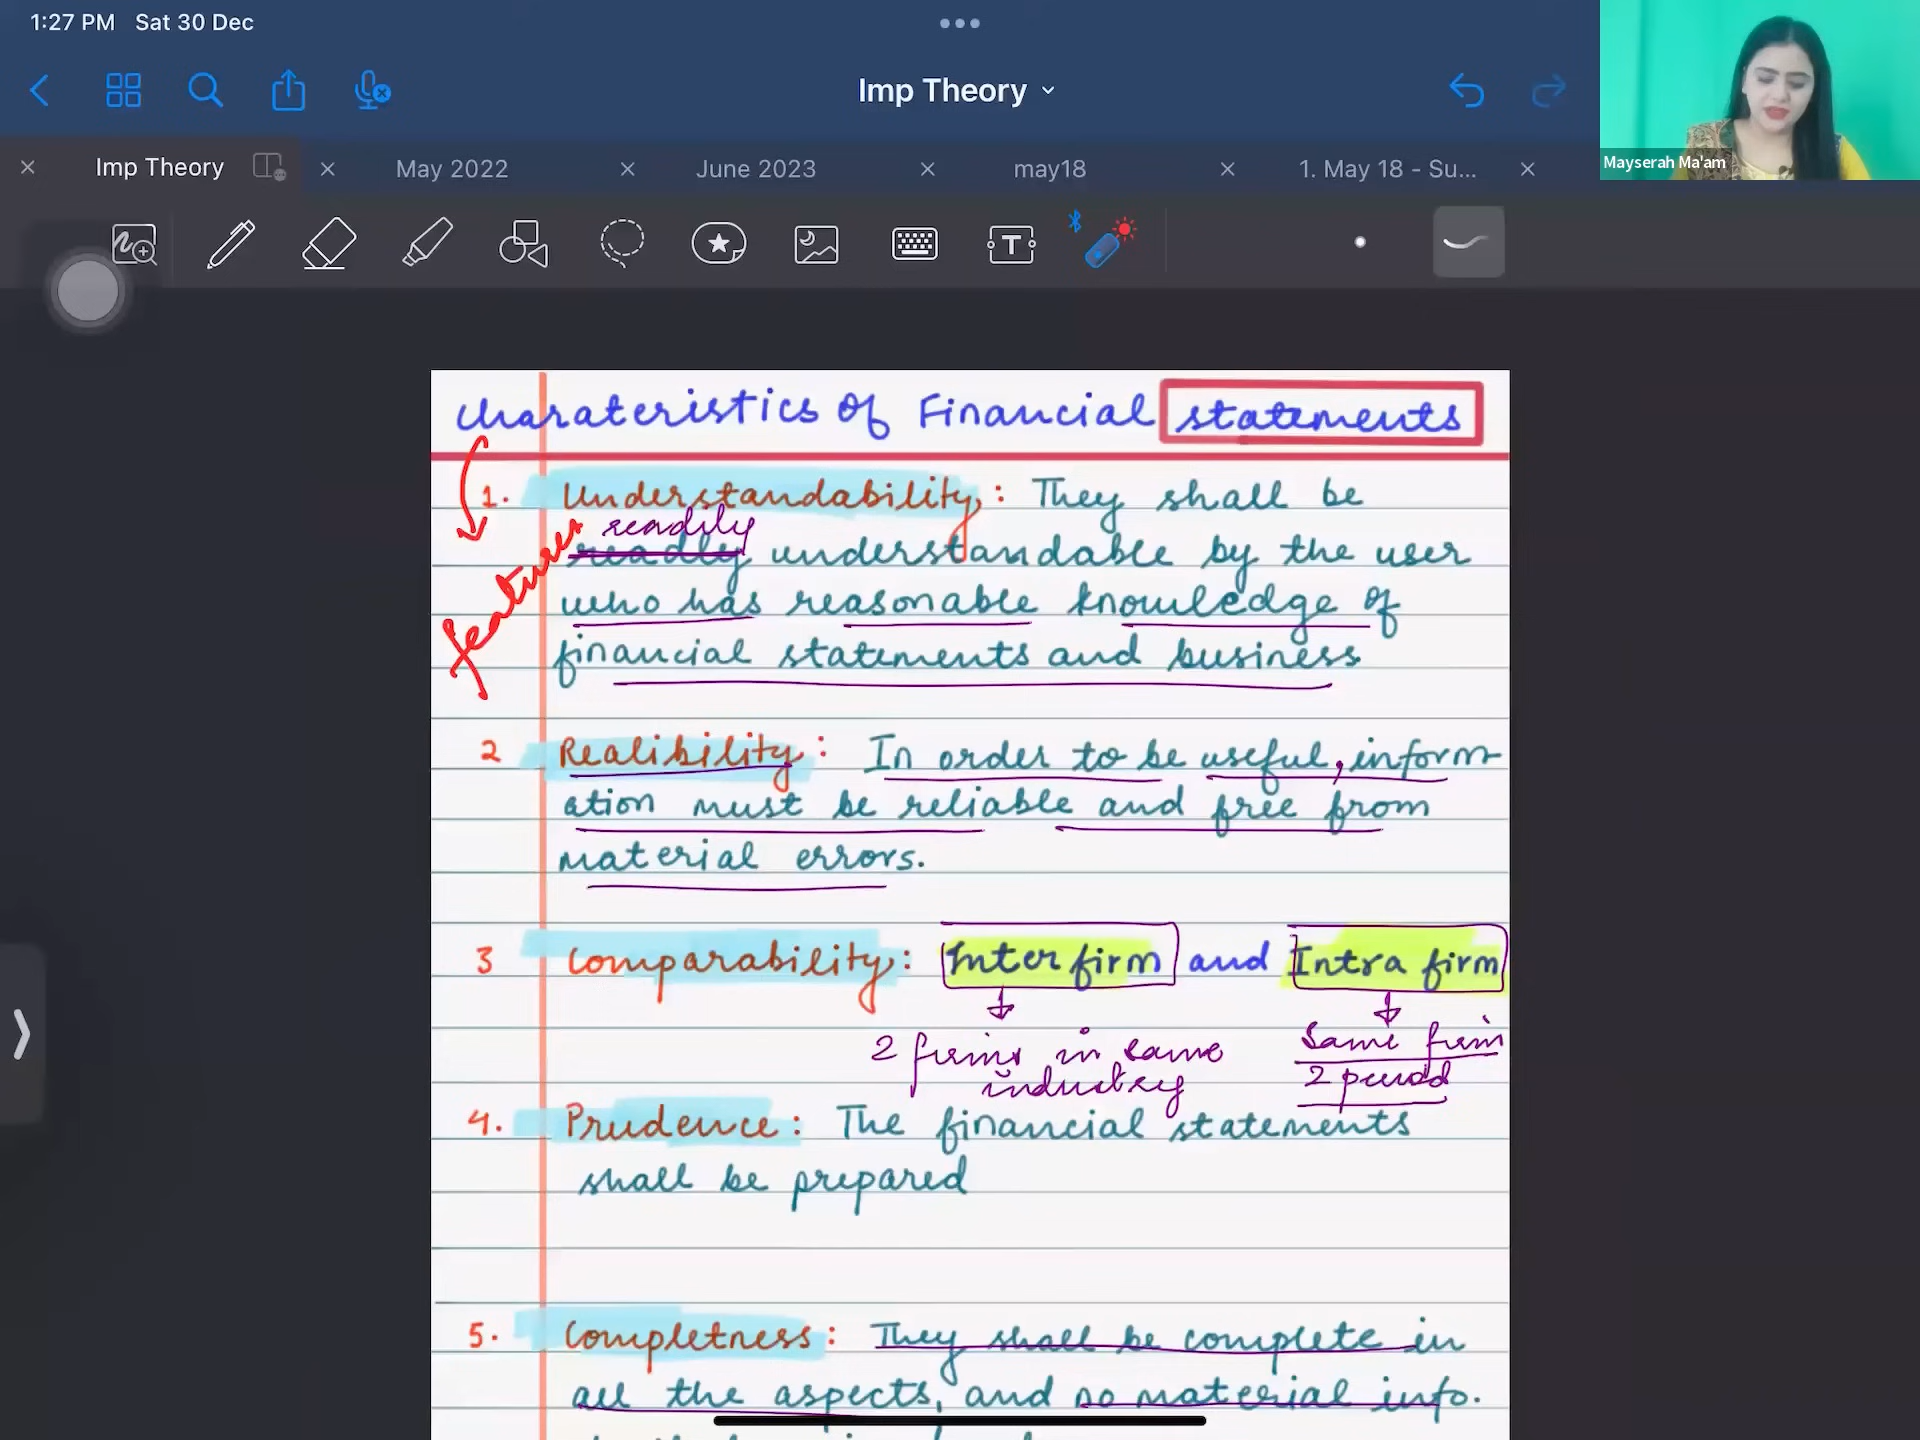 1:27 PM Sat 30 Dec
Imp Theory
Mayserah Ma'am
Imp Theory
May 2022
June 2023
may18
1. May 18 - Su...
T
Charateristics of Financial statements
1. Understandability: They shall be
readily
readly understandable by the user
who has reasonable knowledge of
financial statements and business
features
2 Realibility: In order to be useful, inform
ation must be reliable and free from
material errors.
3 Comparability: Inter firm and Intra firm
2 firms in same industry
Same firm
2 period
4. Prudence: The financial statements
shall be prepared
5. Completness: They shall be complete in
all the aspects, and no material info.